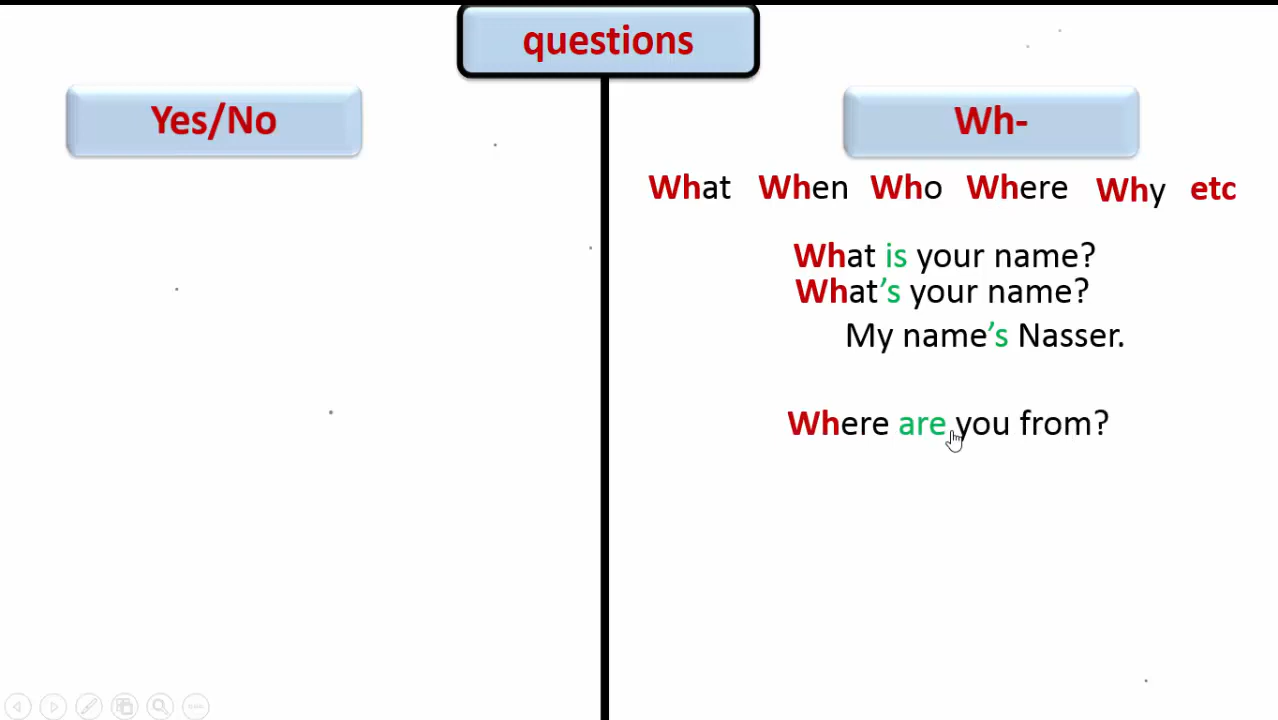 questions
Yes/No
Wh-
What When Who Where Why etc
What is your name?
What's your name?
My name's Nasser.
Where are you from?